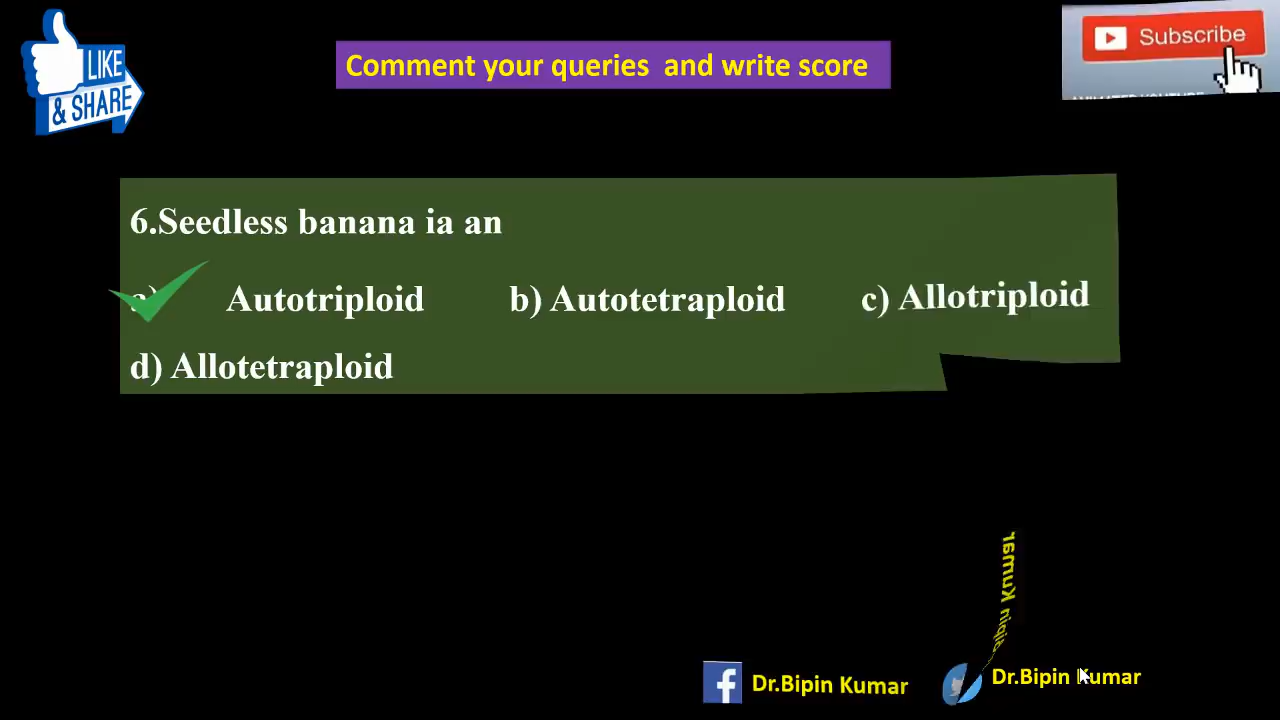 LIKE
& SHARE
Comment your queries and write score
Subscribe
6.Seedless banana ia an
a) Autotriploid b) Autotetraploid c) Allotriploid
d) Allotetraploid
Kumar
Dr.Bipin Kumar
Dr.Bipin Kumar